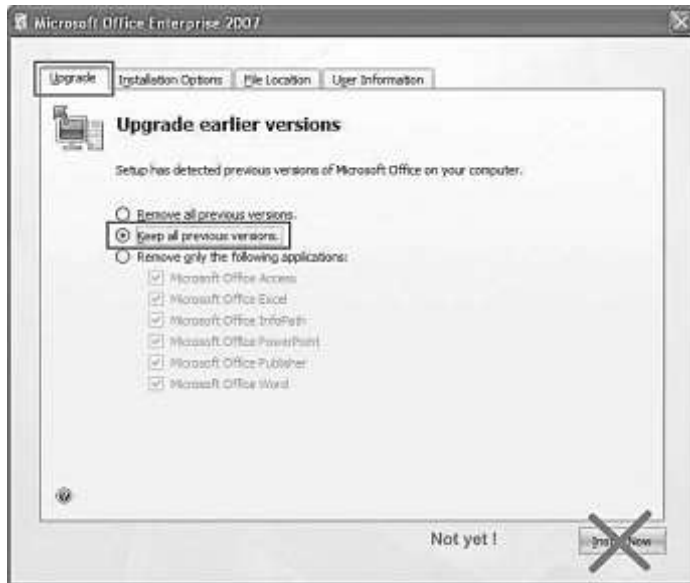 Microsoft Office Enterprise 2007
Upgrade Installation Options File Location User Information
Upgrade earlier versions
Setup has detected previous versions of Microsoft Office on your computer.
Remove all previous versions.
Keep all previous versions.
Remove only the following applications:
Microsoft Office Access
Microsoft Office Excel
Microsoft Office InfoPath
Microsoft Office PowerPoint
Microsoft Office Publisher
Microsoft Office Word
Not yet ! Install Now